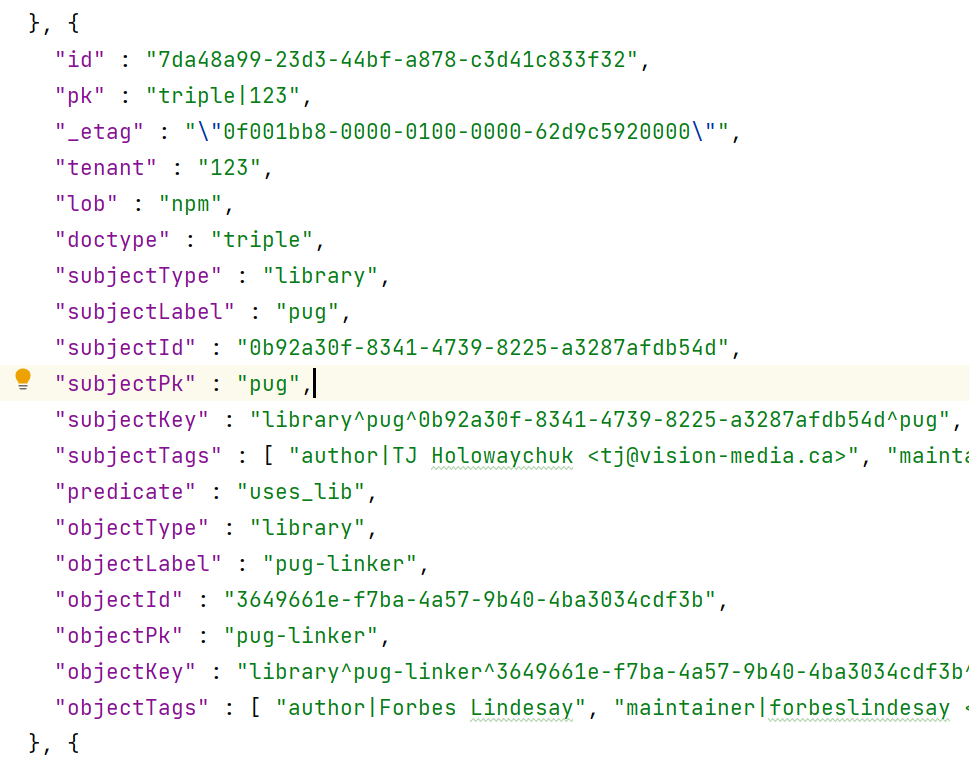 }, {
"id" : "7da48a99-23d3-44bf-a878-c3d41c833f32",
"pk" : "triple|123",
"_etag" : "\"0f001bb8-0000-0100-0000-62d9c5920000\"",
"tenant" : "123",
"lob" : "npm",
"doctype" : "triple",
"subjectType" : "library",
"subjectLabel" : "pug",
"subjectId" : "0b92a30f-8341-4739-8225-a3287afdb54d",
"subjectPk" : "pug",
"subjectKey" : "library^pug^0b92a30f-8341-4739-8225-a3287afdb54d^pug",
"subjectTags" : [ "author|TJ Holowaychuk <tj@vision-media.ca>", "mainta
"predicate" : "uses_lib",
"objectType" : "library",
"objectLabel" : "pug-linker",
"objectId" : "3649661e-f7ba-4a57-9b40-4ba3034cdf3b",
"objectPk" : "pug-linker",
"objectKey" : "library^pug-linker^3649661e-f7ba-4a57-9b40-4ba3034cdf3b^
"objectTags" : [ "author|Forbes Lindesay", "maintainer|forbeslindesay <
}, {